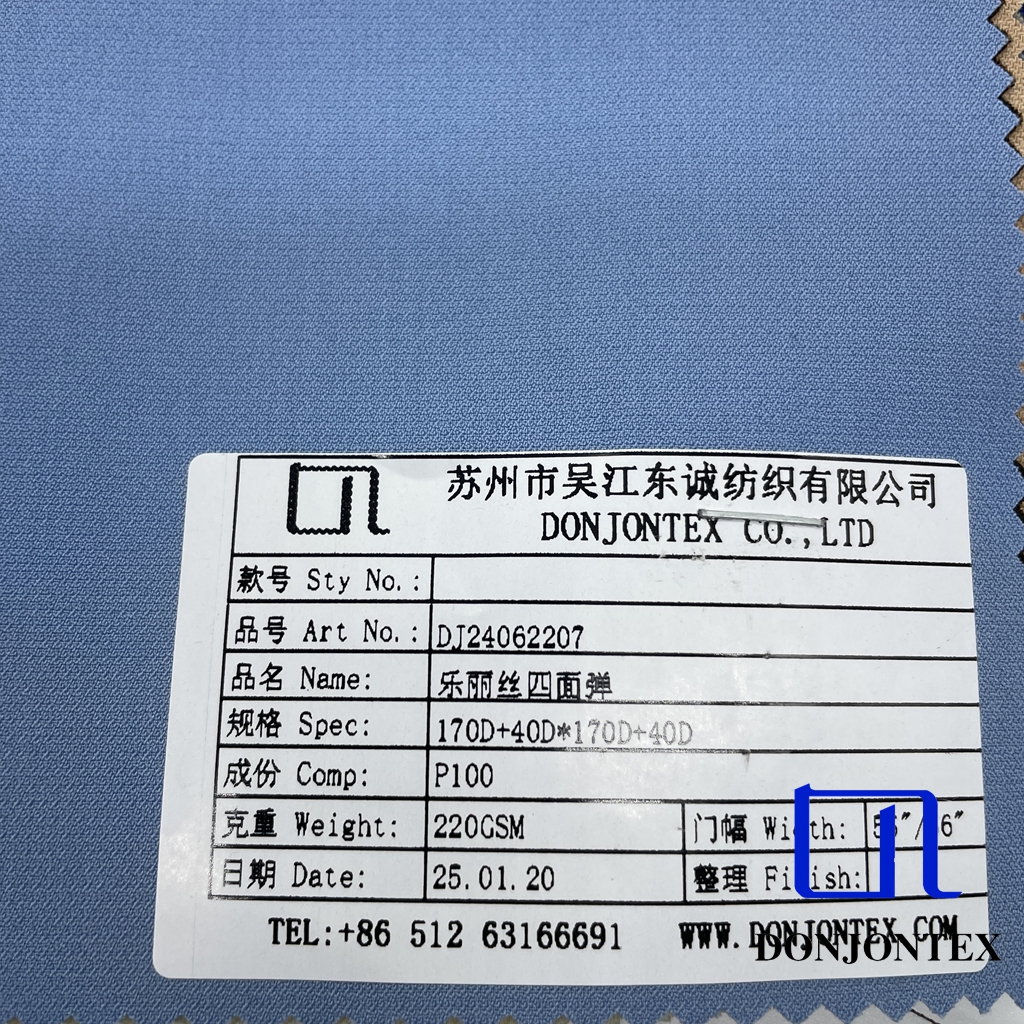 苏州市吴江东诚纺织有限公司
DONJONTEX CO.,LTD
款号 Sty No.:
品号 Art No.: DJ24062207
品名 Name: 乐丽丝四面弹
规格 Spec: 170D+40D*170D+40D
成份 Comp: P100
克重 Weight: 220GSM 门幅
日期 Date: 25.01.20 整理
TEL:+86 512 63166691 WWW.DONJONTEX.COM
DONJONTEX